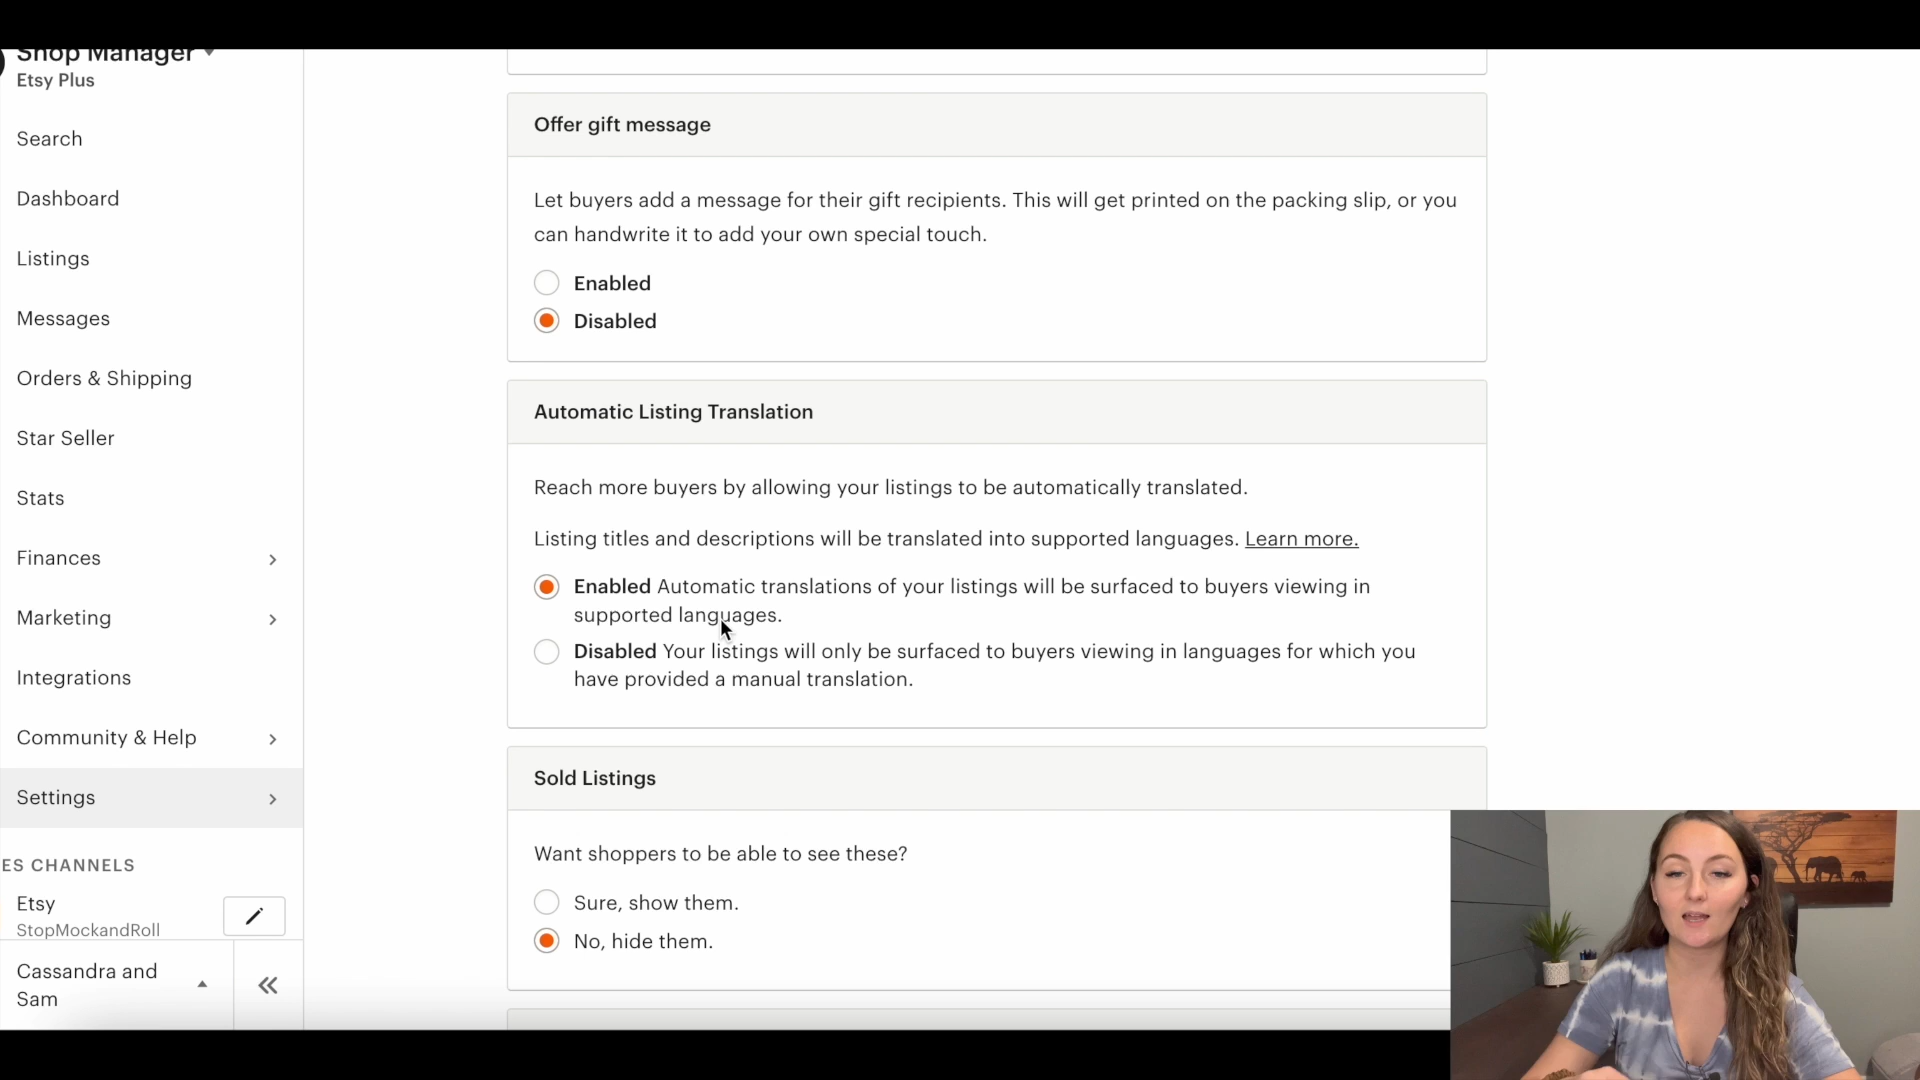 Shop Manager
Etsy Plus
Search
Dashboard
Listings
Messages
Orders & Shipping
Star Seller
Stats
Finances
Marketing
Integrations
Community & Help
Settings
ES CHANNELS
Etsy
StopMockandRoll
Cassandra and
Sam
Offer gift message
Let buyers add a message for their gift recipients. This will get printed on the packing slip, or you
can handwrite it to add your own special touch.
Enabled
Disabled
Automatic Listing Translation
Reach more buyers by allowing your listings to be automatically translated.
Listing titles and descriptions will be translated into supported languages. Learn more.
Enabled Automatic translations of your listings will be surfaced to buyers viewing in
supported languages.
Disabled Your listings will only be surfaced to buyers viewing in languages for which you
have provided a manual translation.
Sold Listings
Want shoppers to be able to see these?
Sure, show them.
No, hide them.